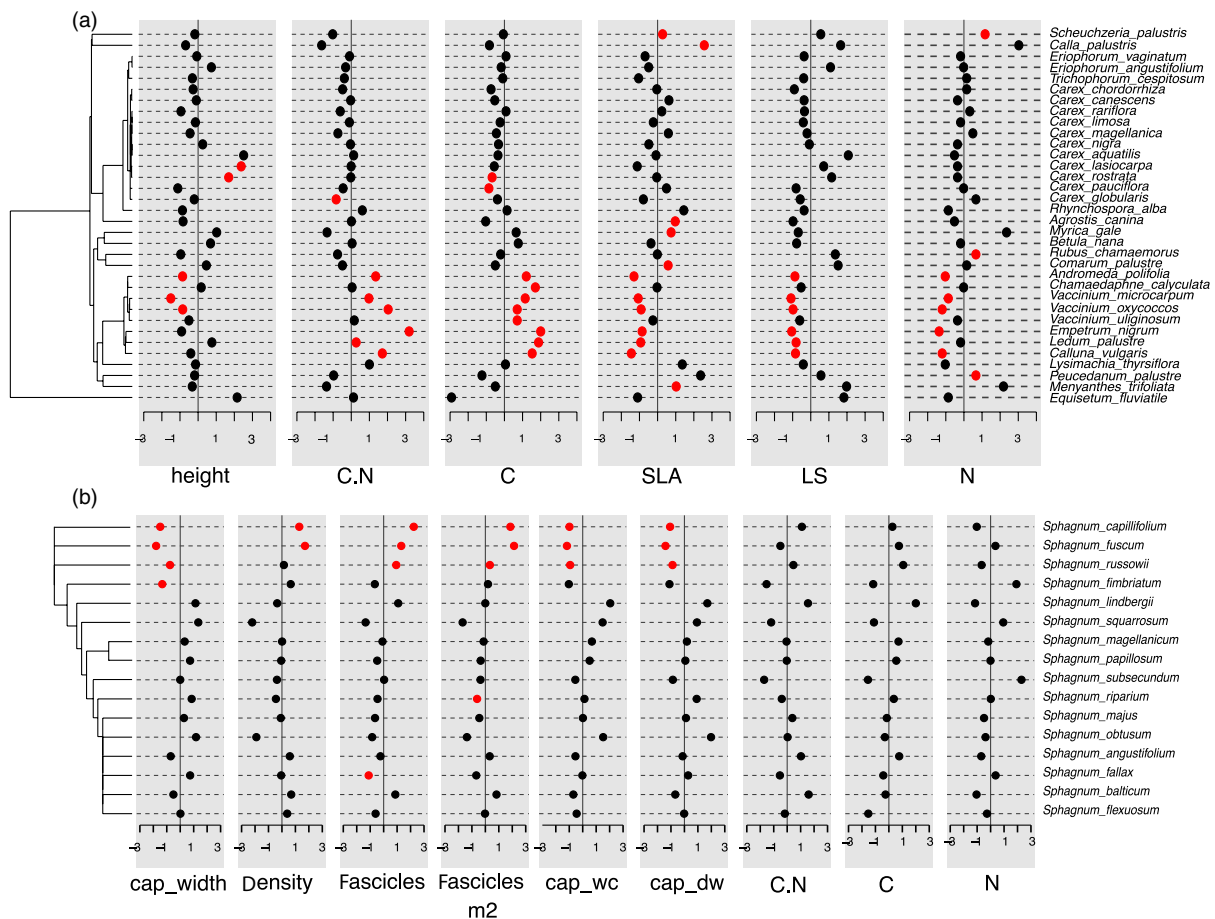 (a)
Scheuchzeria_palustris
Calla_palustris
Eriophorum_vaginatum
Eriophorum_angustifolium
Trichophorum_cespitosum
Carex_chordorrhiza
Carex_canescens
Carex_rariflora
Carex_limosa
Carex_magellanica
Carex_nigra
Carex_aquatilis
Carex_lasiocarpa
Carex_rostrata
Carex_pauciflora
Carex_globularis
Rhynchospora_alba
Agrostis_canina
Myrica_gale
Betula_nana
Rubus_chamaemorus
Comarum_palustre
Andromeda_polifolia
Chamaedaphne_calyculata
Vaccinium_microcarpum
Vaccinium_oxycoccos
Vaccinium_uliginosum
Empetrum_nigrum
Ledum_palustre
Calluna_vulgaris
Lysimachia_thyrsiflora
Peucedanum_palustre
Menyanthes_trifoliata
Equisetum_fluviatile
−3 −1 1 3 −3 −1 1 3 −3 −1 1 3 −3 −1 1 3 −3 −1 1 3 −3 −1 1 3
height C.N C SLA LS N
(b)
Sphagnum_capillifolium
Sphagnum_fuscum
Sphagnum_russowii
Sphagnum_fimbriatum
Sphagnum_lindbergii
Sphagnum_squarrosum
Sphagnum_magellanicum
Sphagnum_papillosum
Sphagnum_subsecundum
Sphagnum_riparium
Sphagnum_majus
Sphagnum_obtusum
Sphagnum_angustifolium
Sphagnum_fallax
Sphagnum_balticum
Sphagnum_flexuosum
−3 −1 1 3 −3 −1 1 3 −3 −1 1 3 −3 −1 1 3 −3 −1 1 3 −3 −1 1 3 −3 −1 1 3 −3 −1 1 3 −3 −1 1 3
cap_width Density Fascicles Fascicles cap_wc cap_dw C.N C N
m2